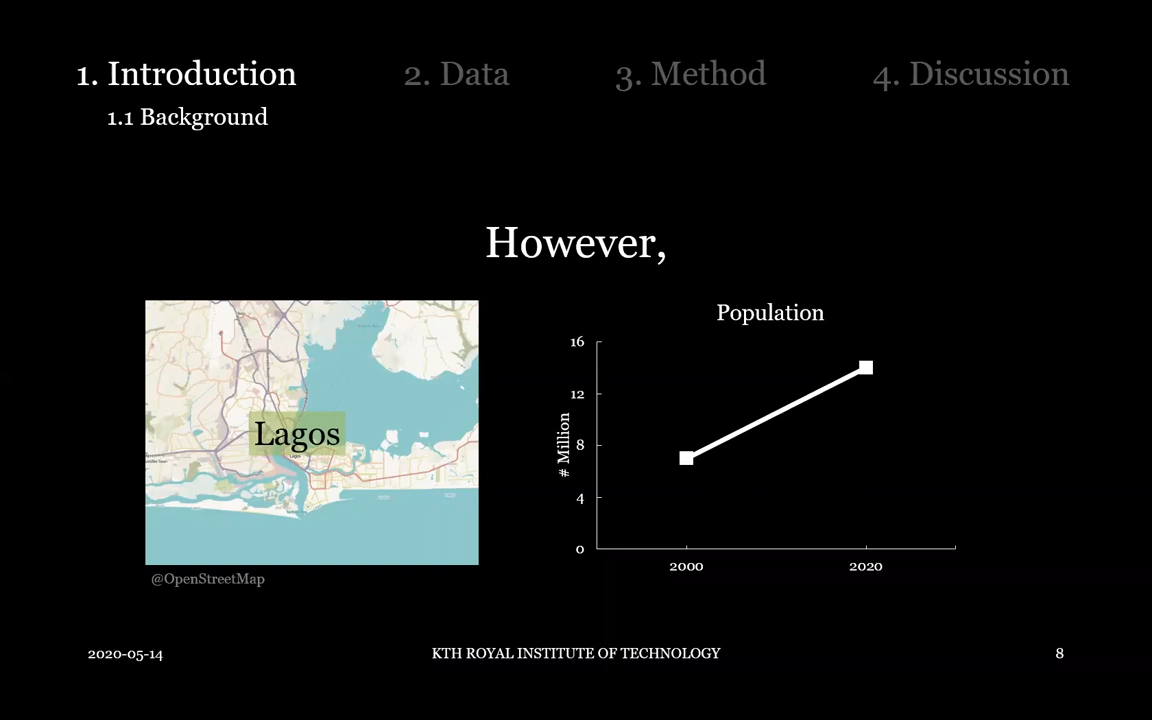 1. Introduction
2. Data
3. Method
4. Discussion
1.1 Background
However,
Lagos
@OpenStreetMap
Population
# Million
16
12
8
4
0
2000
2020
2020-05-14
KTH ROYAL INSTITUTE OF TECHNOLOGY
8